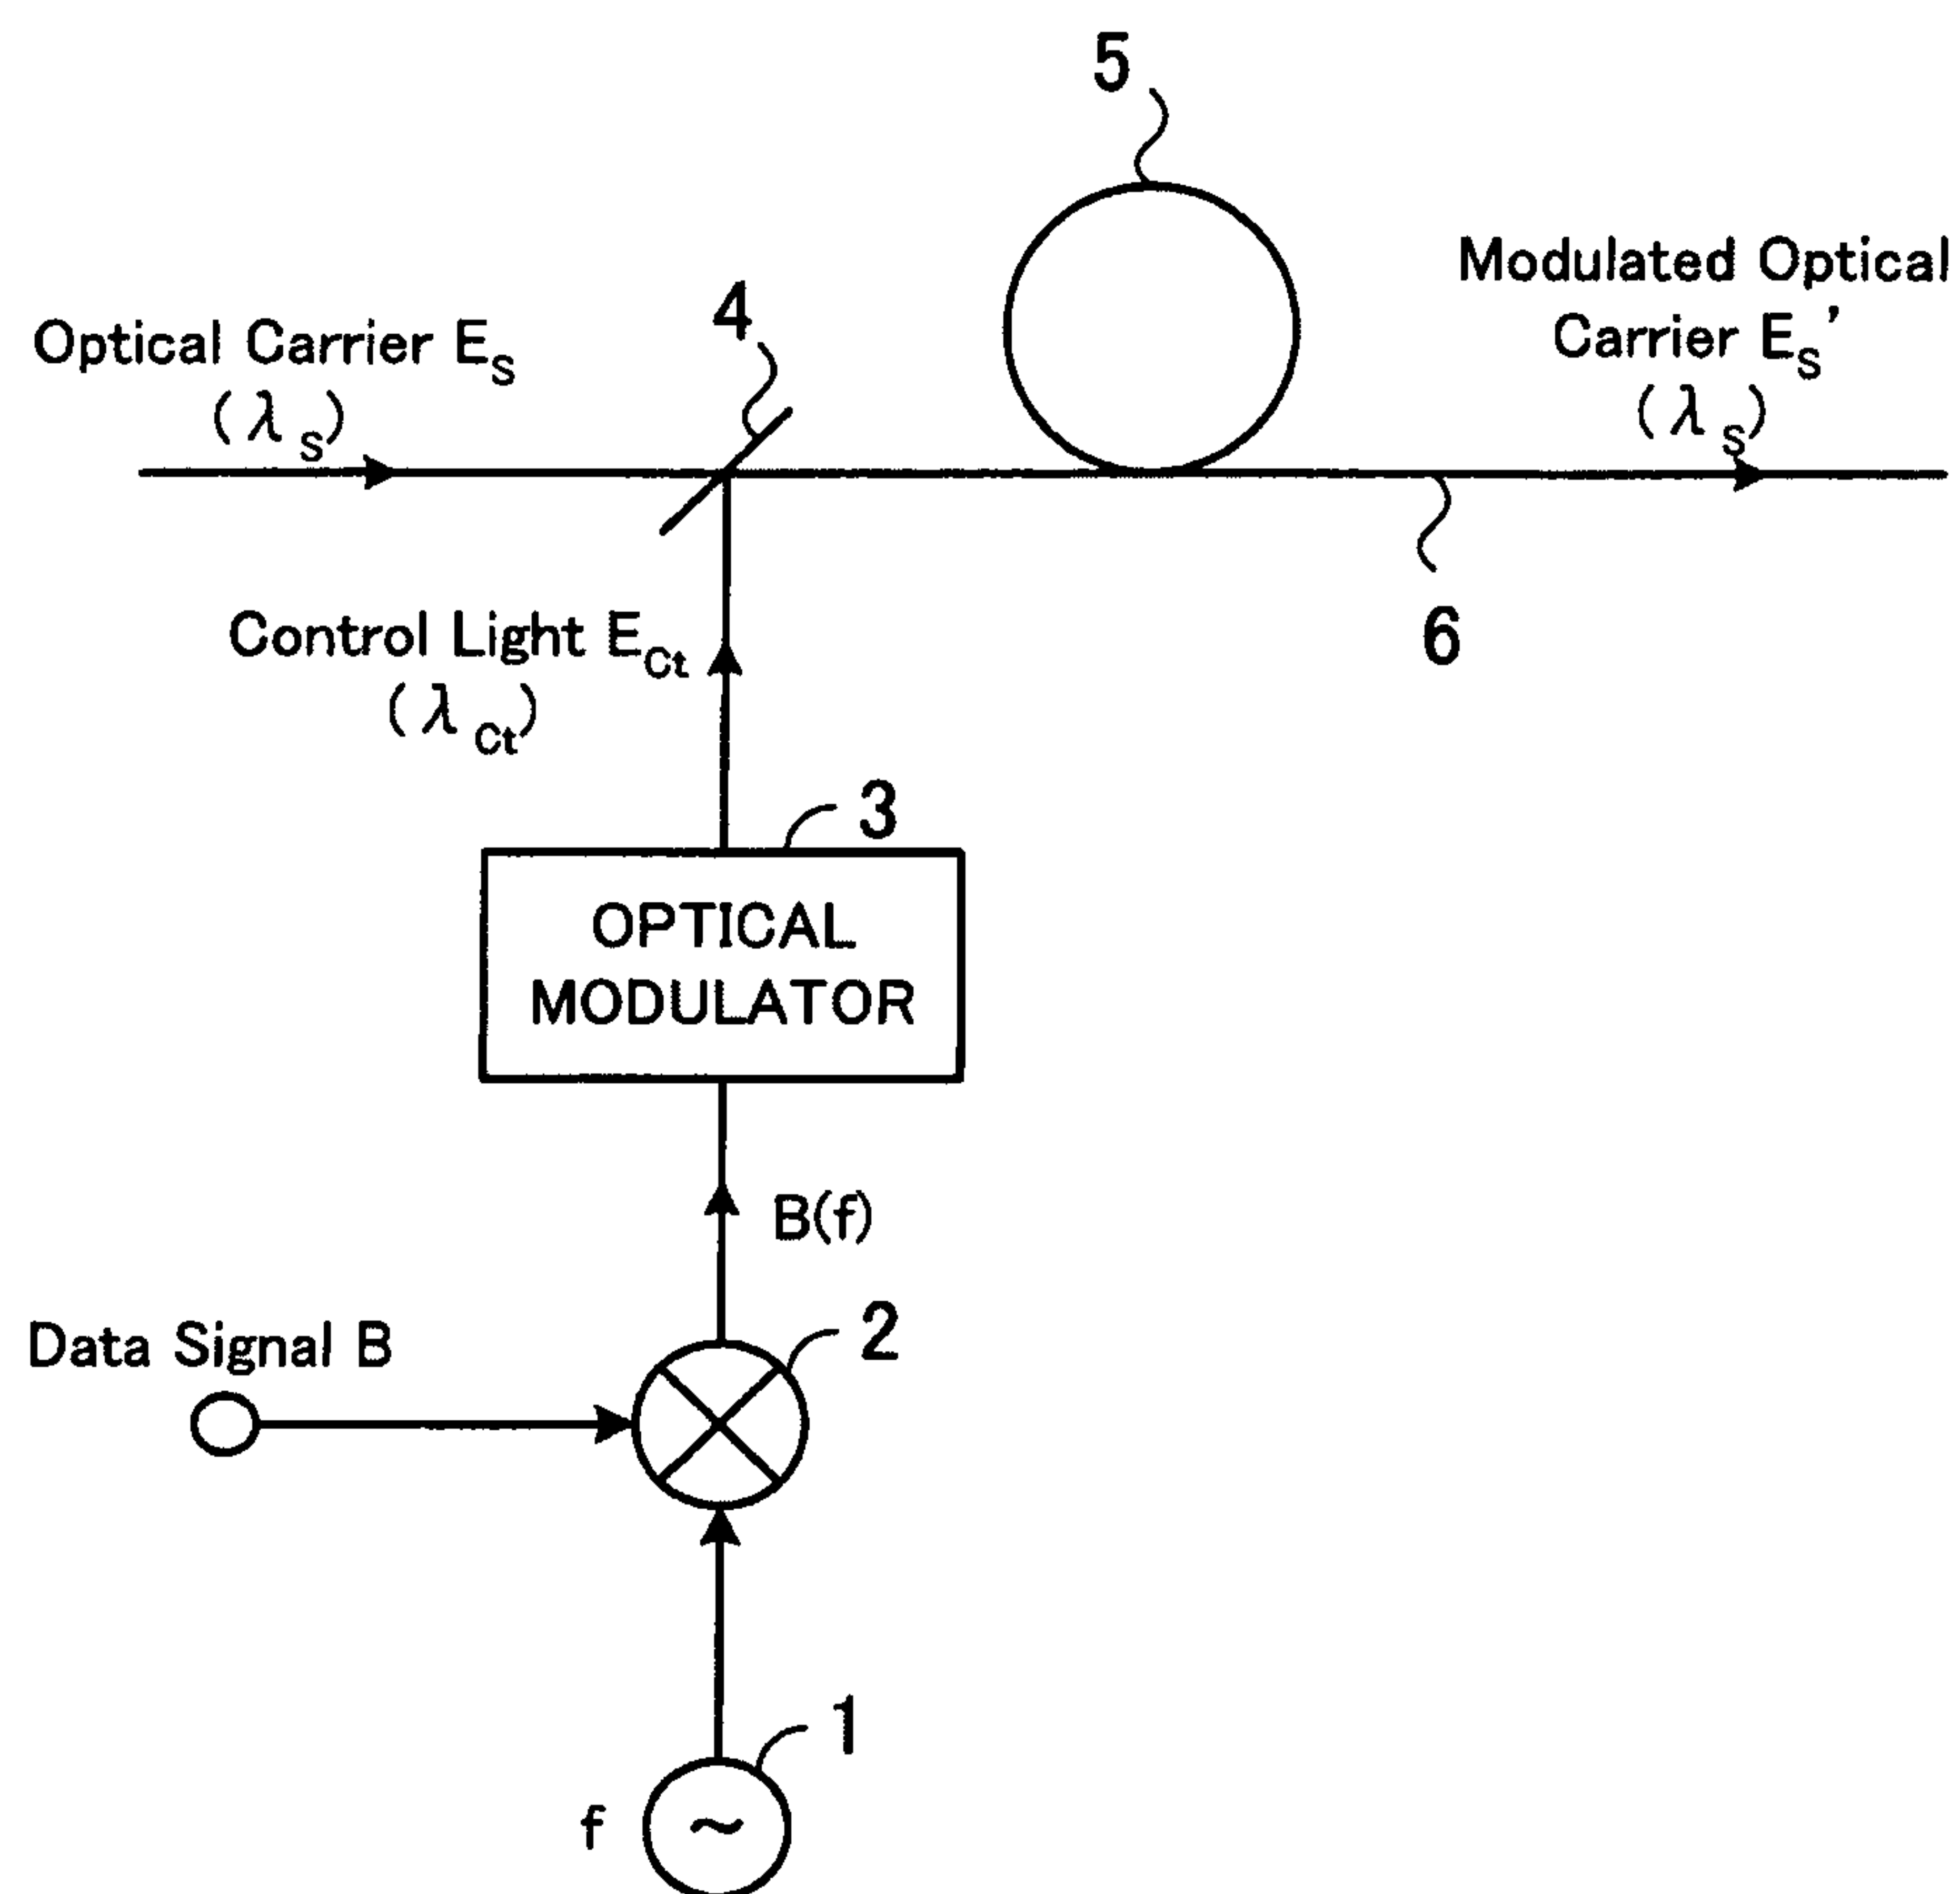 5
Modulated Optical
Carrier E_S'
(λ_S)
4
Optical Carrier E_S
(λ_S)
6
Control Light E_Ct
(λ_Ct)
3
OPTICAL
MODULATOR
B(f)
2
Data Signal B
1
f
~